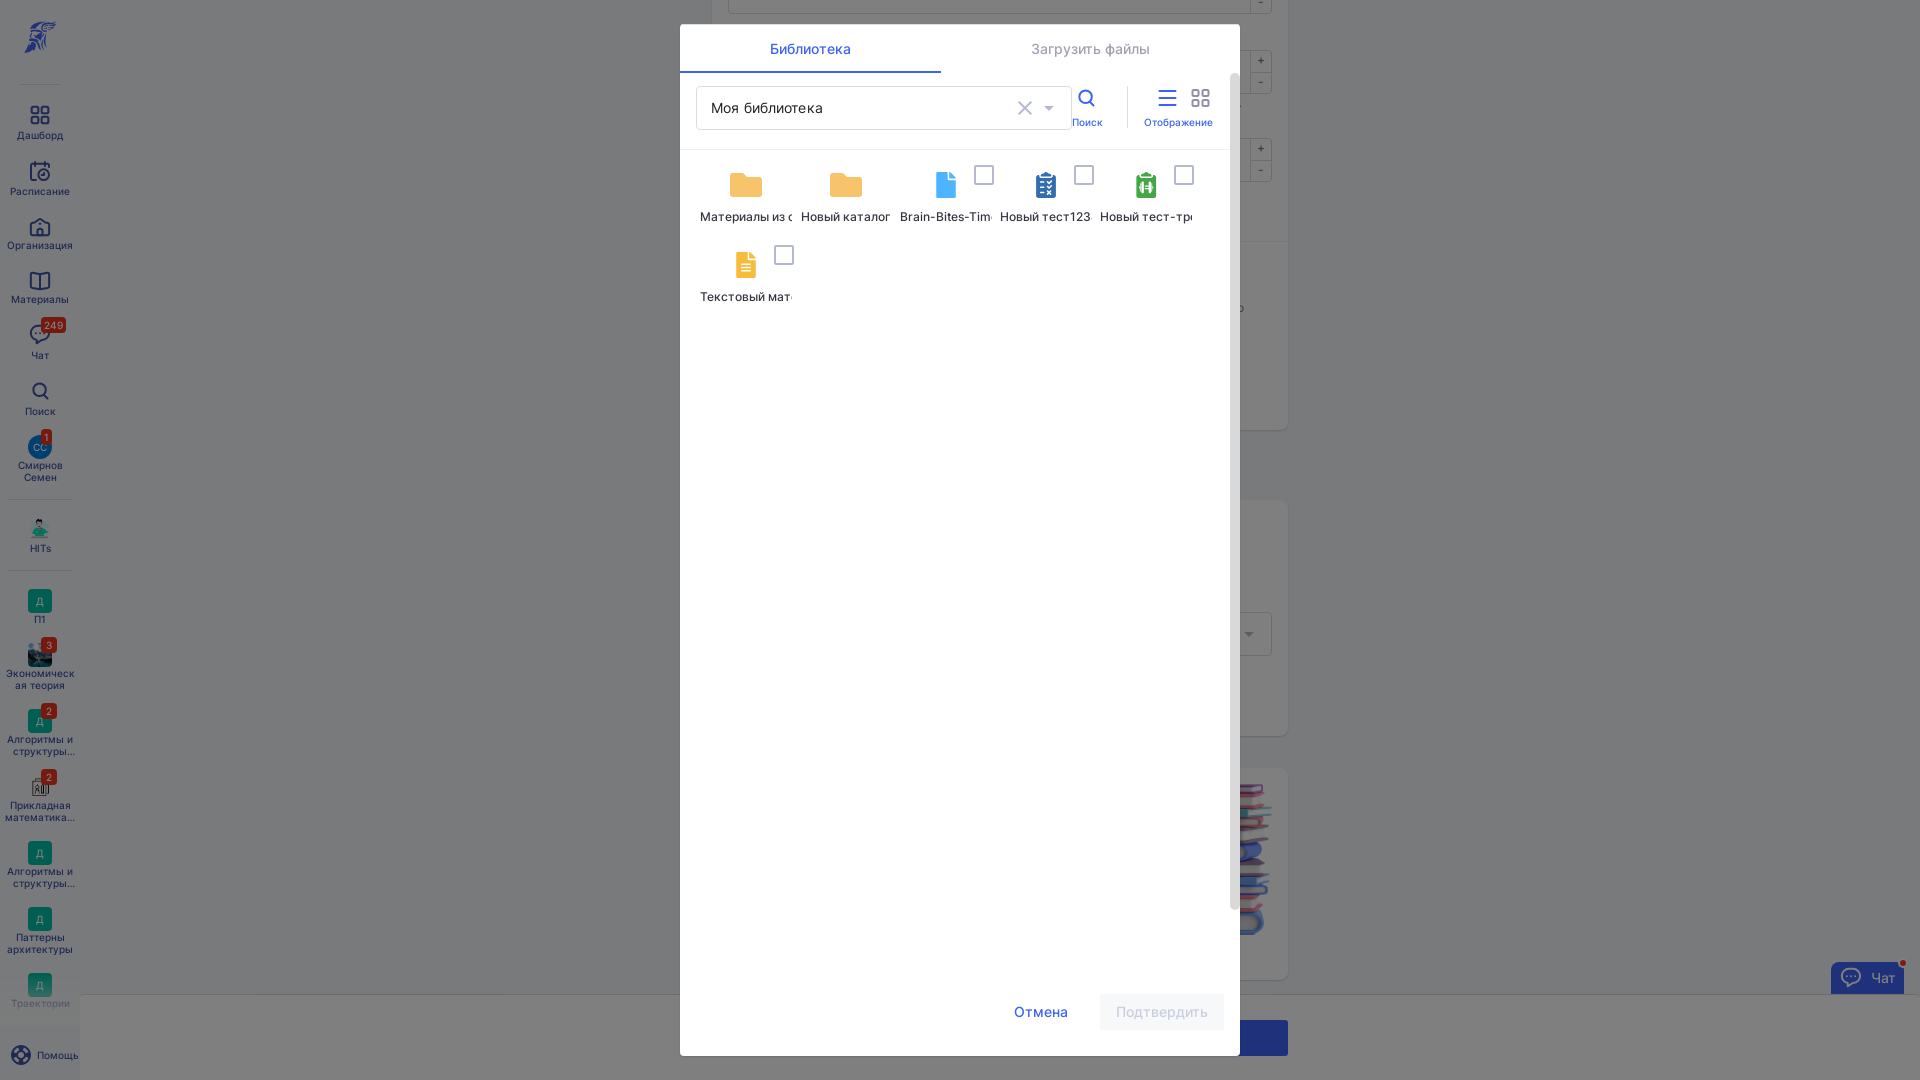 Дашборд
Расписание
Организация
Материалы
249
Чат
Поиск
1
СС
Смирнов
Семен
HITs
Д
П1
3
Экономическ
ая теория
2
Д
Алгоритмы и
структуры...
2
Прикладная
математика...
Д
Алгоритмы и
структуры...
Д
Паттерны
архитектуры
Д
Траектории
Помощь
Библиотека
Загрузить файлы
Моя библиотека
Поиск
Отображение
Материалы из
Новый каталог
Brain-Bites-Tim
Новый тест123
Новый тест-тр
Текстовый мат
Отмена
Подтвердить
+
-
+
-
Чат